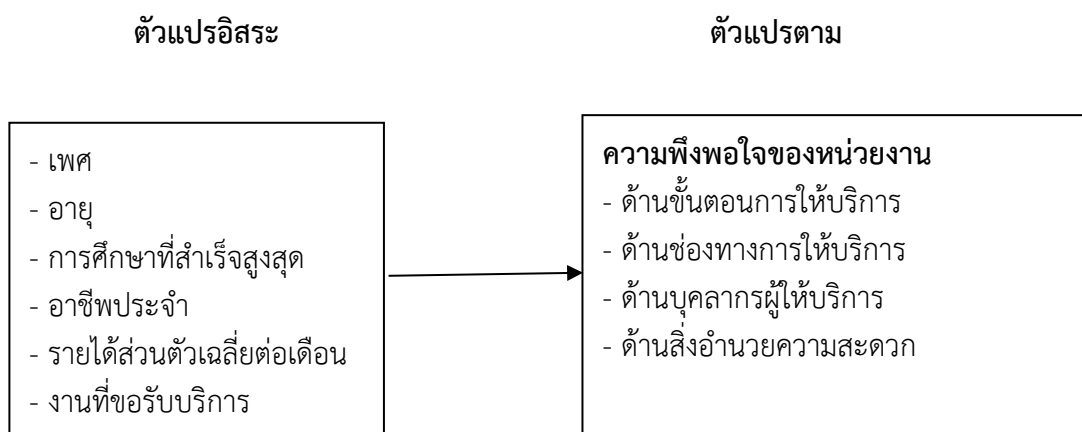 ตัวแปรอิสระ
ตัวแปรตาม
- เพศ
- อายุ
- การศึกษาที่สำเร็จสูงสุด
- อาชีพประจำ
- รายได้ส่วนตัวเฉลี่ยต่อเดือน
- งานที่ขอรับบริการ
ความพึงพอใจของหน่วยงาน
- ด้านขั้นตอนการให้บริการ
- ด้านช่องทางการให้บริการ
- ด้านบุคลากรผู้ให้บริการ
- ด้านสิ่งอำนวยความสะดวก